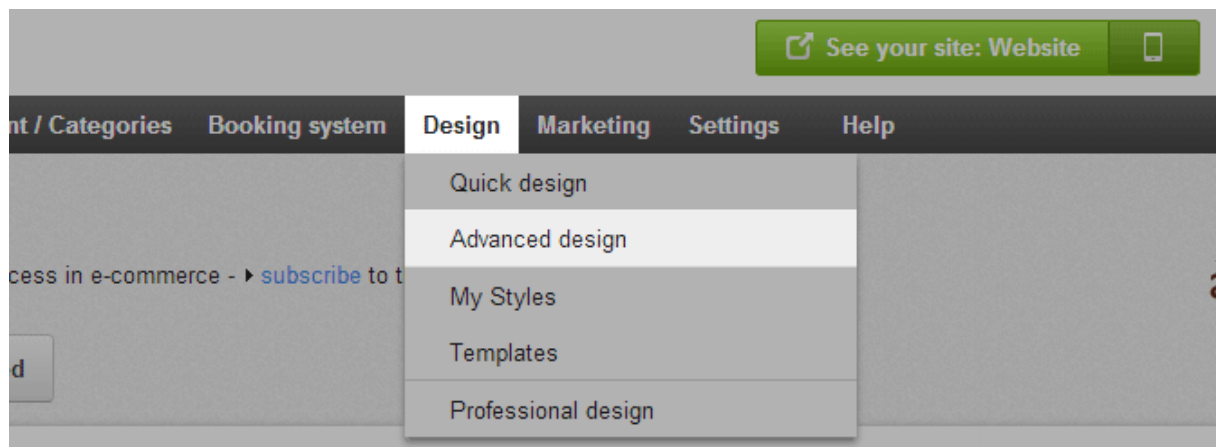 See your site: Website
nt / Categories Booking system Design Marketing Settings Help
Quick design
Advanced design
cess in e-commerce - ▸ subscribe to t
My Styles
Templates
d
Professional design